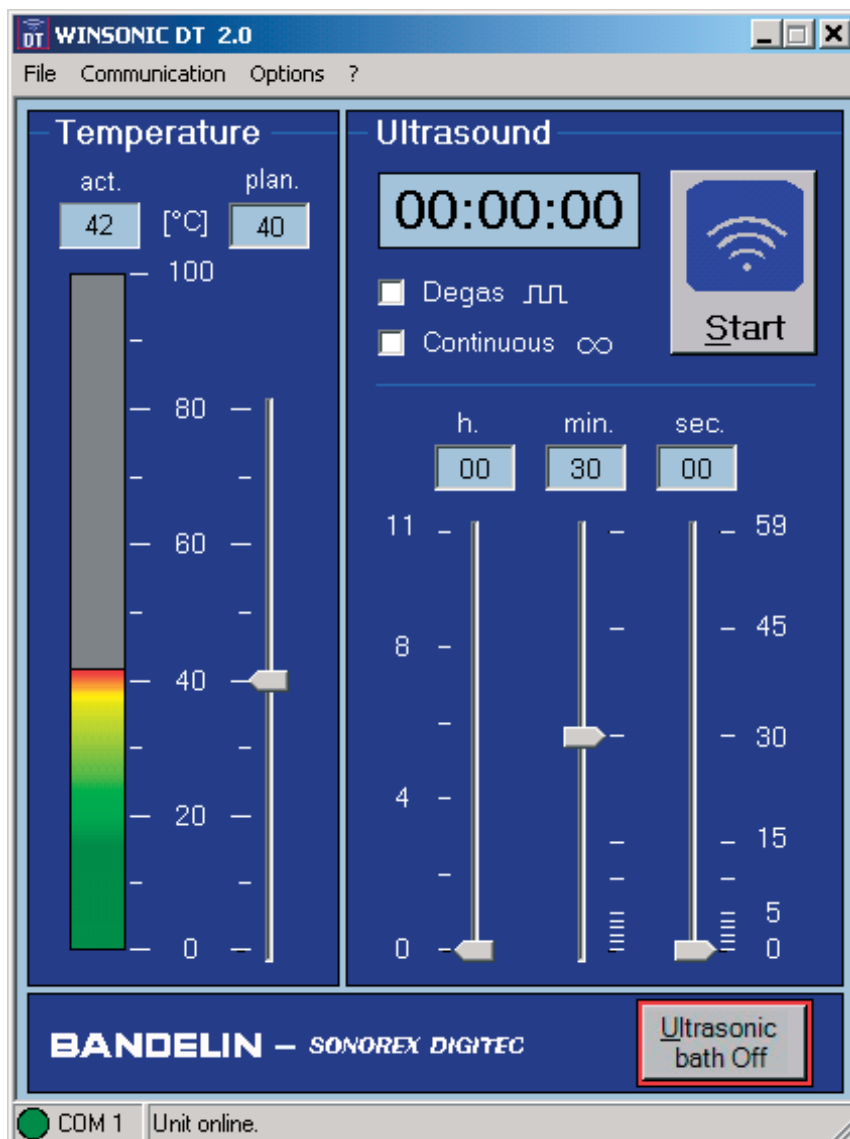 DT WINSONIC DT 2.0
File Communication Options ?
Temperature
act. plan.
42 [°C] 40
100
80
60
40
20
0
Ultrasound
00:00:00
Degas
Continuous ∞
Start
h. min. sec.
00 30 00
11 59
45
8
30
4
15
5
0 0
BANDELIN – SONOREX DIGITEC
Ultrasonic
bath Off
COM 1 Unit online.